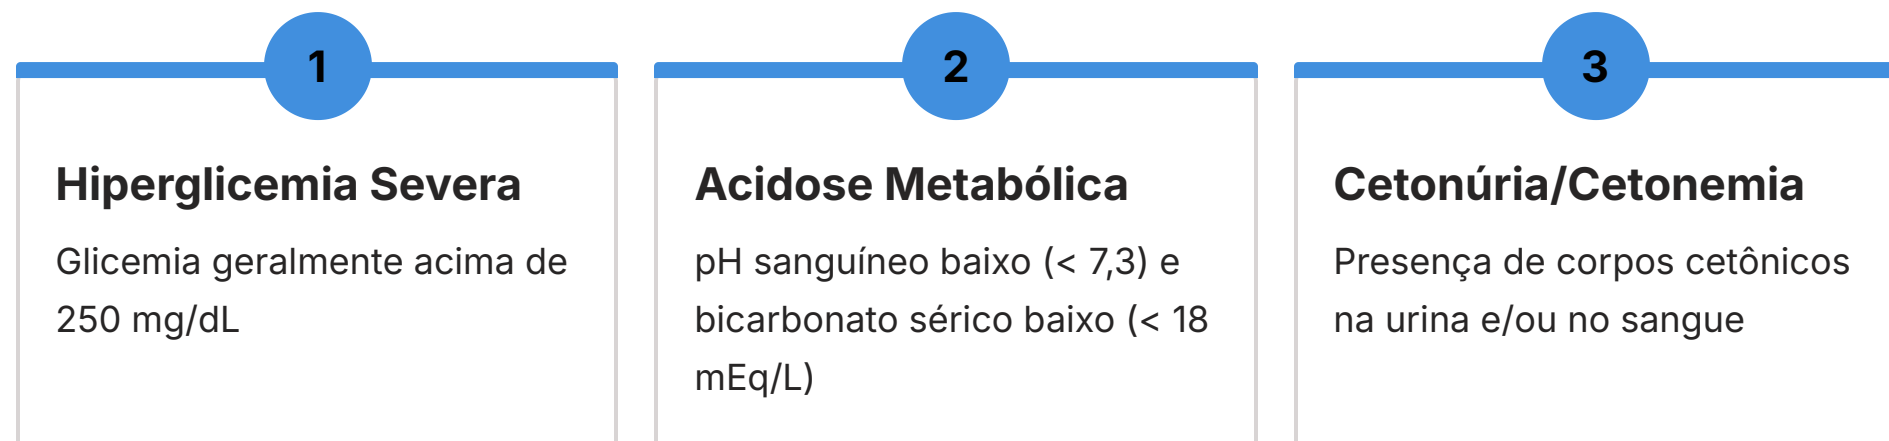 1
Hiperglicemia Severa
Glicemia geralmente acima de
250 mg/dL
2
Acidose Metabólica
pH sanguíneo baixo (< 7,3) e
bicarbonato sérico baixo (< 18
mEq/L)
3
Cetonúria/Cetonemia
Presença de corpos cetônicos
na urina e/ou no sangue